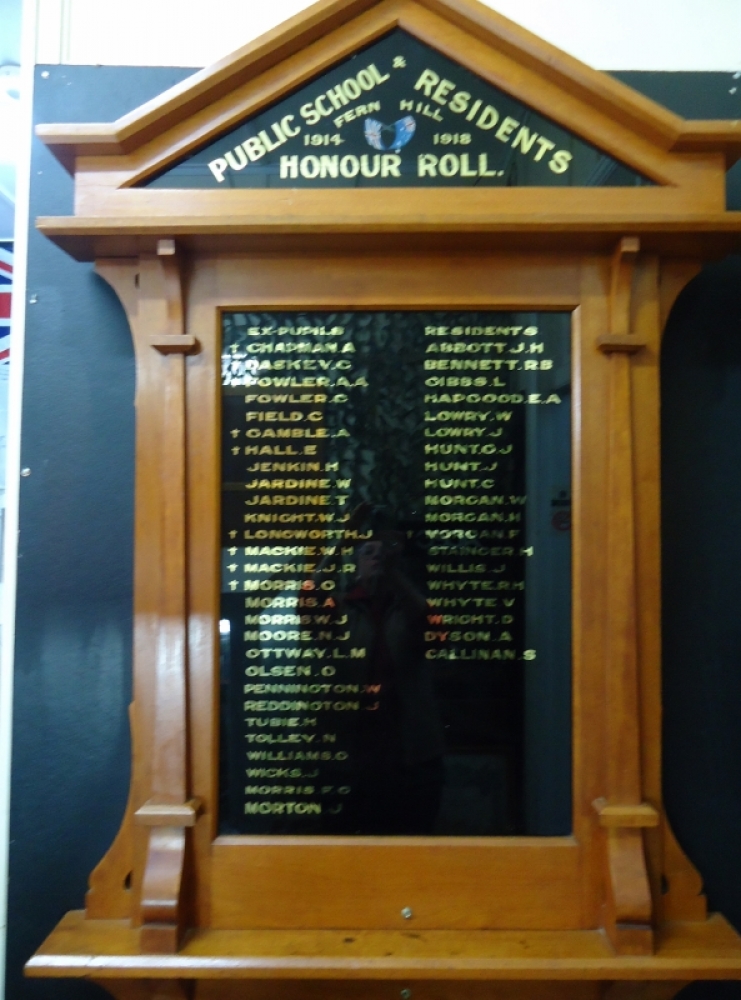 PUBLIC SCHOOL & RESIDENTS
FERN HILL
1914 1918
HONOUR ROLL.
EX-PUPILS
† CHAPMAN.A
† DASKEY.G
† FOWLER.A.A
FOWLER.C
FIELD.C
† GAMBLE.A
† HALL.E
JENKIN.H
JARDINE.W
JARDINE.T
KNIGHT.W.J
† LONGWORTH.J
† MACKIE.W.H
† MACKIE.J.R
† MORRIS.O
MORRIS.A
MORRIS W.J
MOORE.N.J
OTTWAY.L.M
OLSEN.O
PENNINGTON.W
REDDINGTON J
TUBIE.H
TOLLEY.N
WILLIAMS.O
WICKS.J
MORRIS.F.O
MORTON J
RESIDENTS
ABBOTT.J.H
BENNETT.R.B
GIBBS.L
HAPGOOD.E.A
LOWRY.W
LOWRY.J
HUNT.G.J
HUNT.J
HUNT.C
MORGAN.W
MORGAN.H
† MORGAN.F
STAINGER.H
WILLIS.J
WHYTE.R.H
WHYTE V
WRIGHT.D
DYSON.A
CALLINAN.S